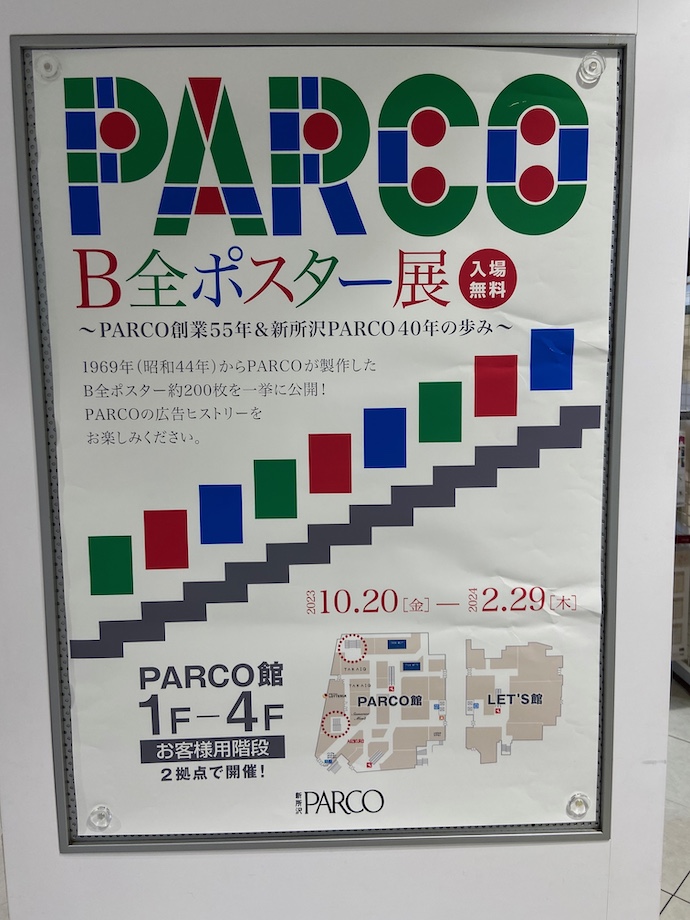 PARCO
B全ポスター展
入場
無料
～PARCO創業55年&新所沢PARCO40年の歩み～
1969年(昭和44年)からPARCOが製作した
B全ポスター約200枚を一挙に公開！
PARCOの広告ヒストリーを
お楽しみください。
2023 10.20[金] — 2024 2.29[木]
PARCO館
1F－4F
お客様用階段
2拠点で開催！
PARCO館
LET'S館
新所沢 PARCO